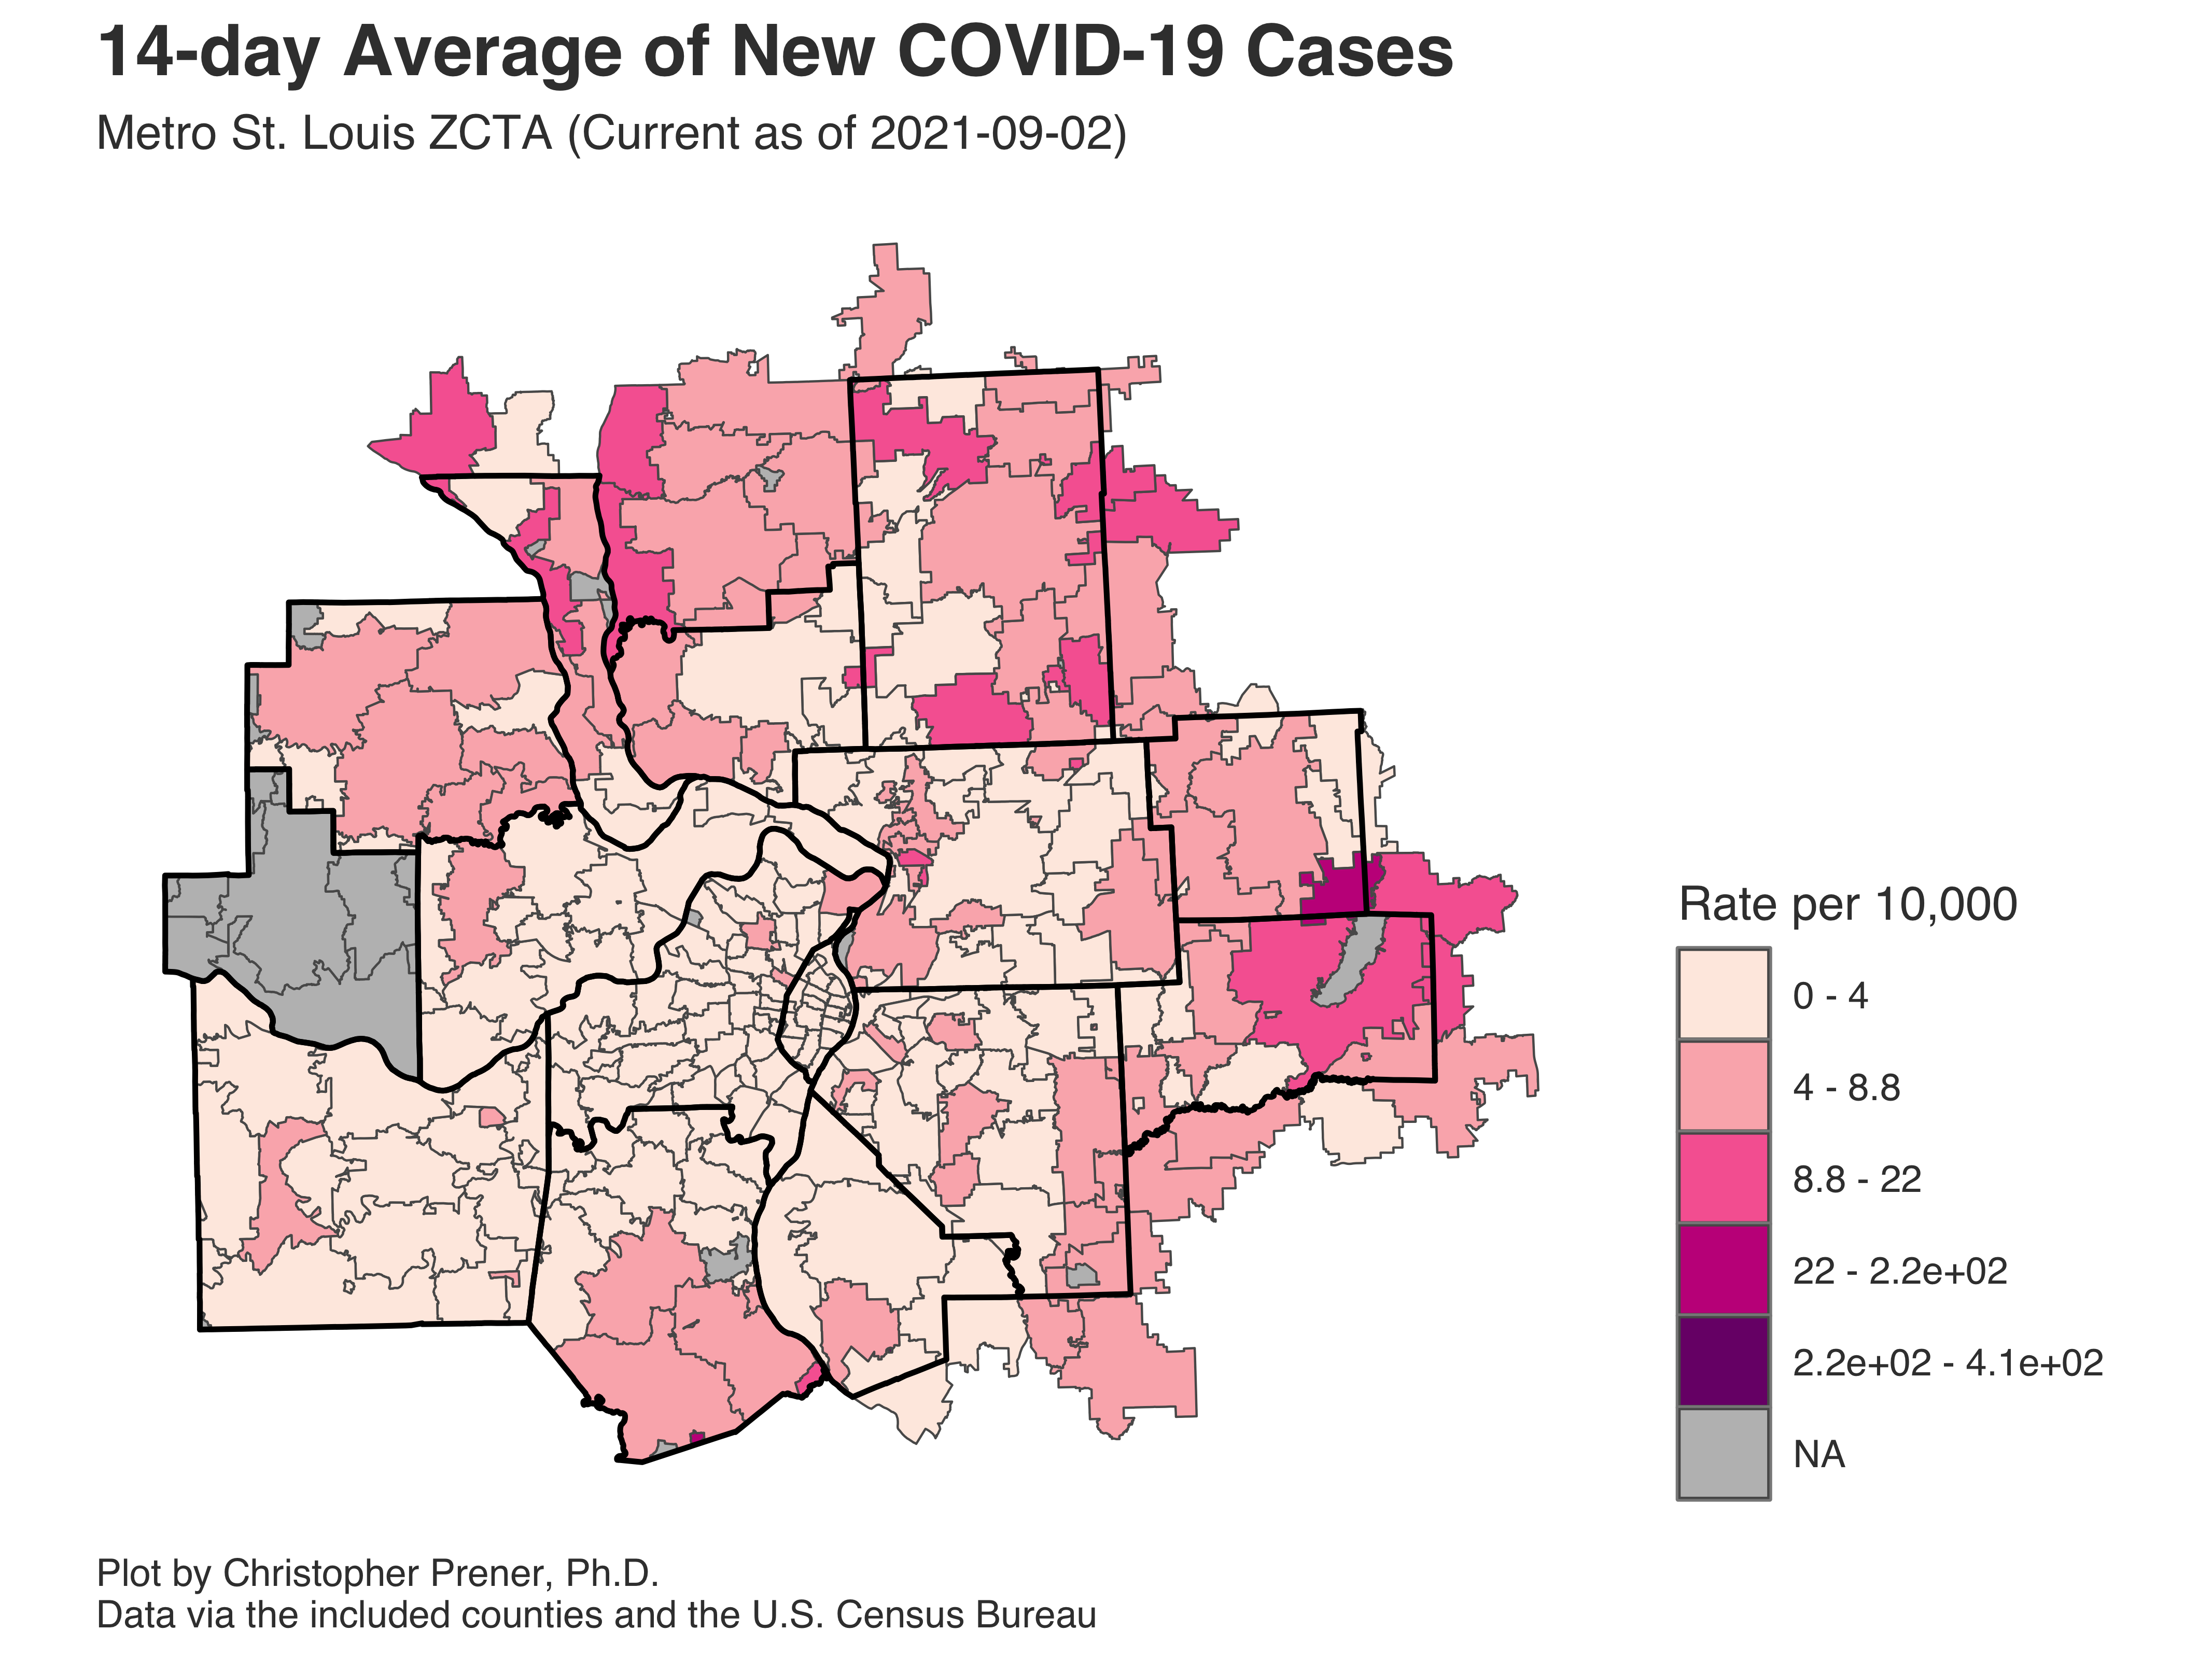 14-day Average of New COVID-19 Cases
Metro St. Louis ZCTA (Current as of 2021-09-02)
Rate per 10,000
0 - 4
4 - 8.8
8.8 - 22
22 - 2.2e+02
2.2e+02 - 4.1e+02
NA
Plot by Christopher Prener, Ph.D.
Data via the included counties and the U.S. Census Bureau